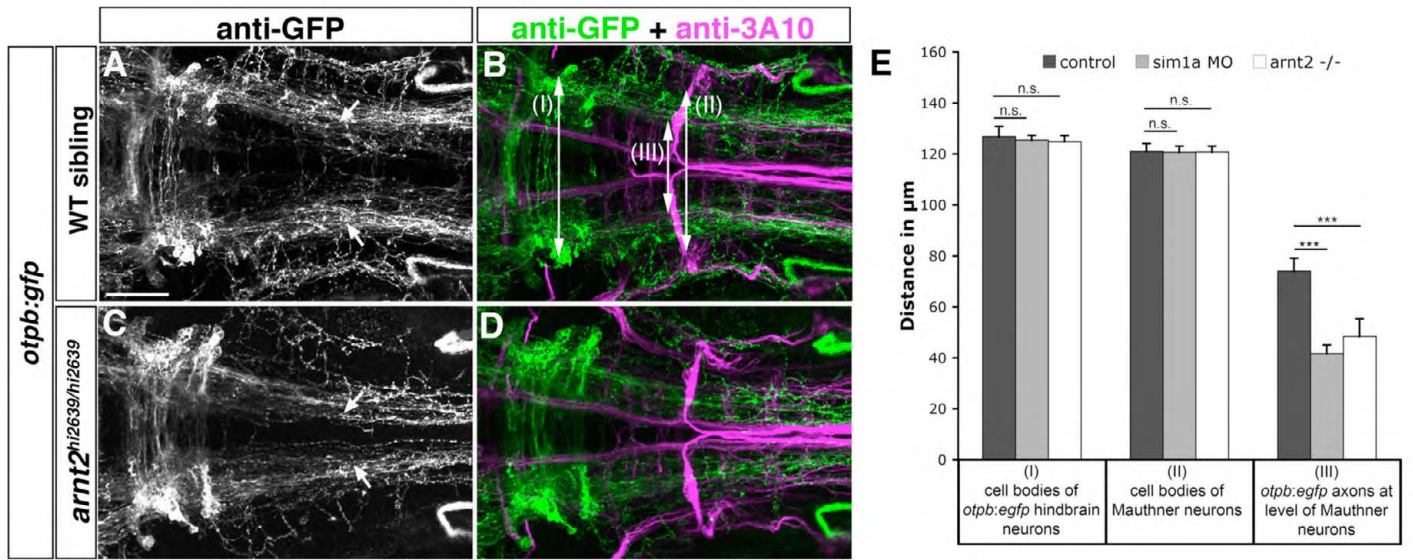 anti-GFP
anti-GFP + anti-3A10
otpb:gfp
WT sibling
arnt2hi2639/hi2639
A
B
(I)
(II)
(III)
C
D
E
control
sim1a MO
arnt2 -/-
Distance in µm
160
140
120
100
80
60
40
20
0
n.s.
n.s.
n.s.
n.s.
***
***
(I)
cell bodies of
otpb:egfp hindbrain
neurons
(II)
cell bodies of
Mauthner neurons
(III)
otpb:egfp axons at
level of Mauthner
neurons